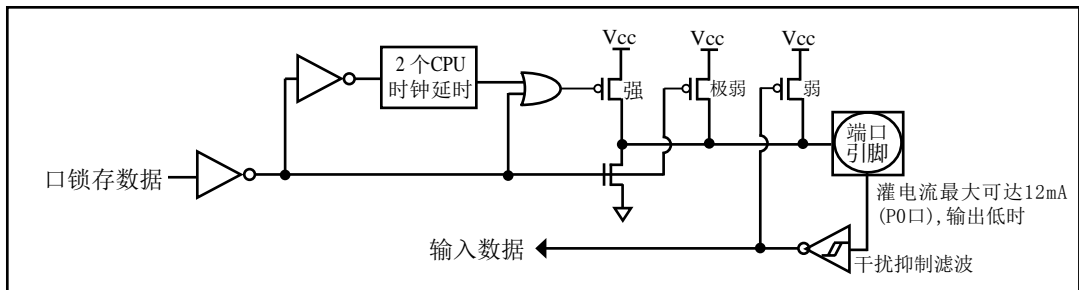 Vcc
Vcc
Vcc
2 个CPU
时钟延时
强
极弱
弱
端口
引脚
口锁存数据
灌电流最大可达12mA
(P0口),输出低时
输入数据
干扰抑制滤波